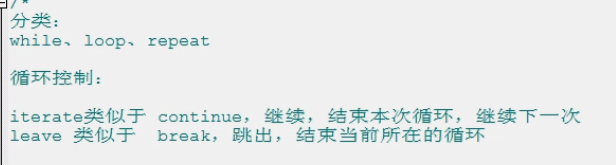 /*
分类：
while、loop、repeat
循环控制：
iterate类似于 continue，继续，结束本次循环，继续下一次
leave 类似于  break，跳出，结束当前所在的循环